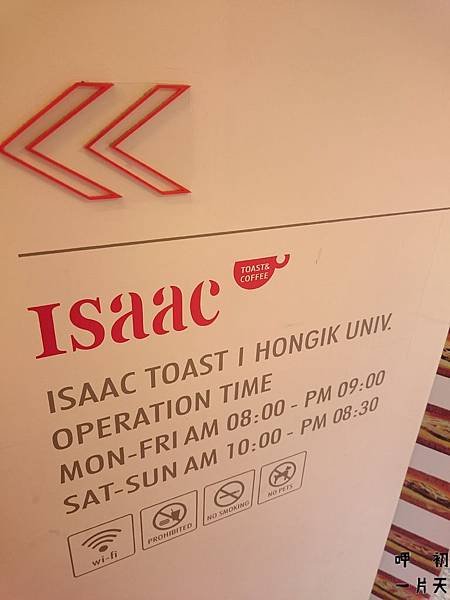 Isaac TOAST&
COFFEE
ISAAC TOAST | HONGIK UNIV.
OPERATION TIME
MON-FRI AM 08:00 - PM 09:00
SAT-SUN AM 10:00 - PM 08:30
wi-fi PROHIBITED NO SMOKING NO PETS
呷 初
一片天